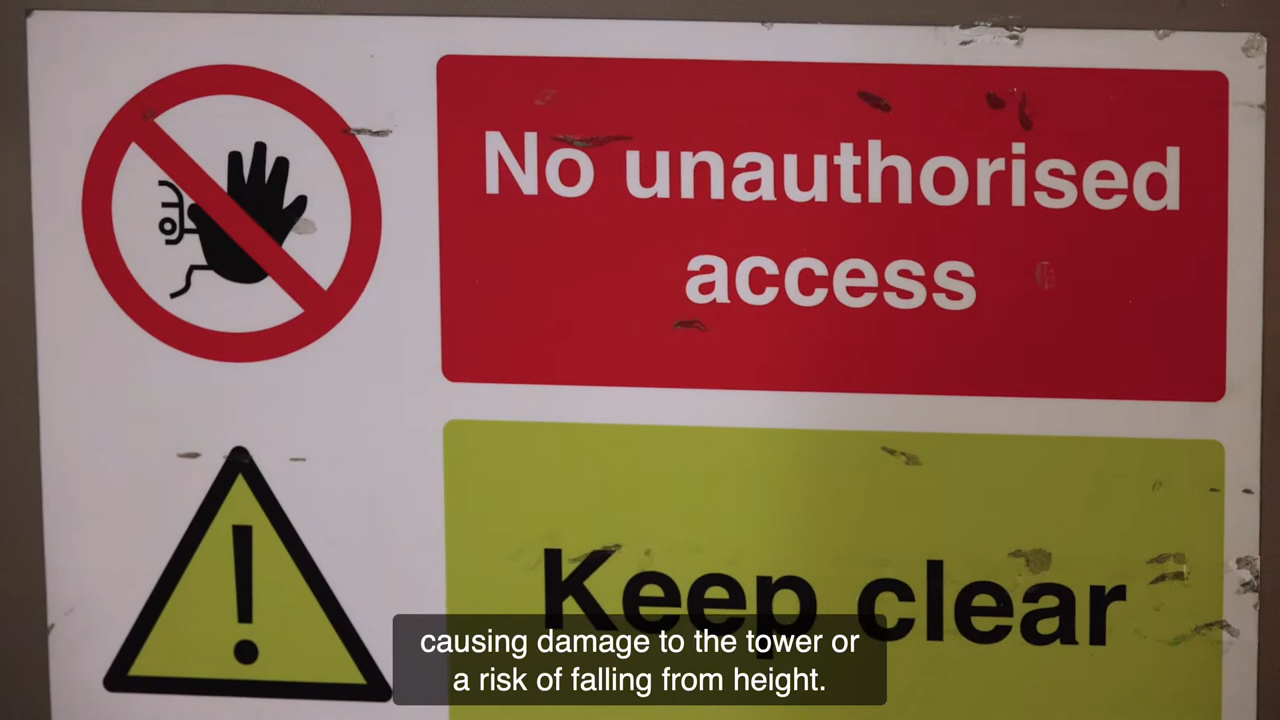 No unauthorised
access
Keep clear
causing damage to the tower or
a risk of falling from height.